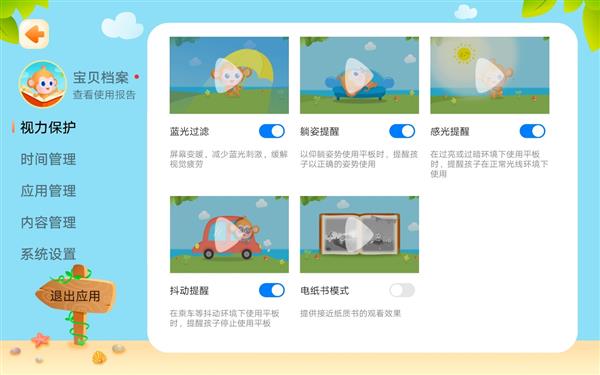 宝贝档案
查看使用报告
视力保护
时间管理
应用管理
内容管理
系统设置
退出应用
蓝光过滤
屏幕变暖，减少蓝光刺激，缓解
视觉疲劳
躺姿提醒
以仰躺姿势使用平板时，提醒孩
子以正确的姿势使用
感光提醒
在过亮或过暗环境下使用平板
时，提醒孩子在正常光线环境下
使用
抖动提醒
在乘车等抖动环境下使用平板
时，提醒孩子停止使用平板
电纸书模式
提供接近纸质书的观看效果